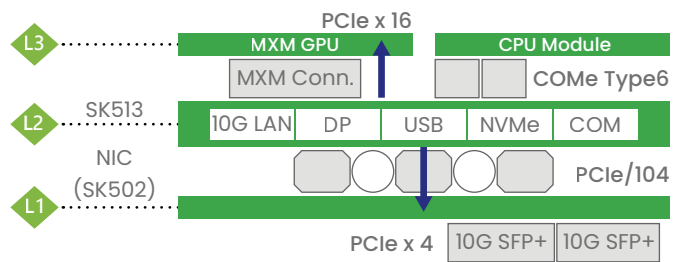 PCIe x 16
L3
MXM GPU
CPU Module
MXM Conn.
COMe Type6
SK513
L2
10G LAN
DP
USB
NVMe
COM
NIC
(SK502)
PCIe/104
L1
PCIe x 4
10G SFP+
10G SFP+